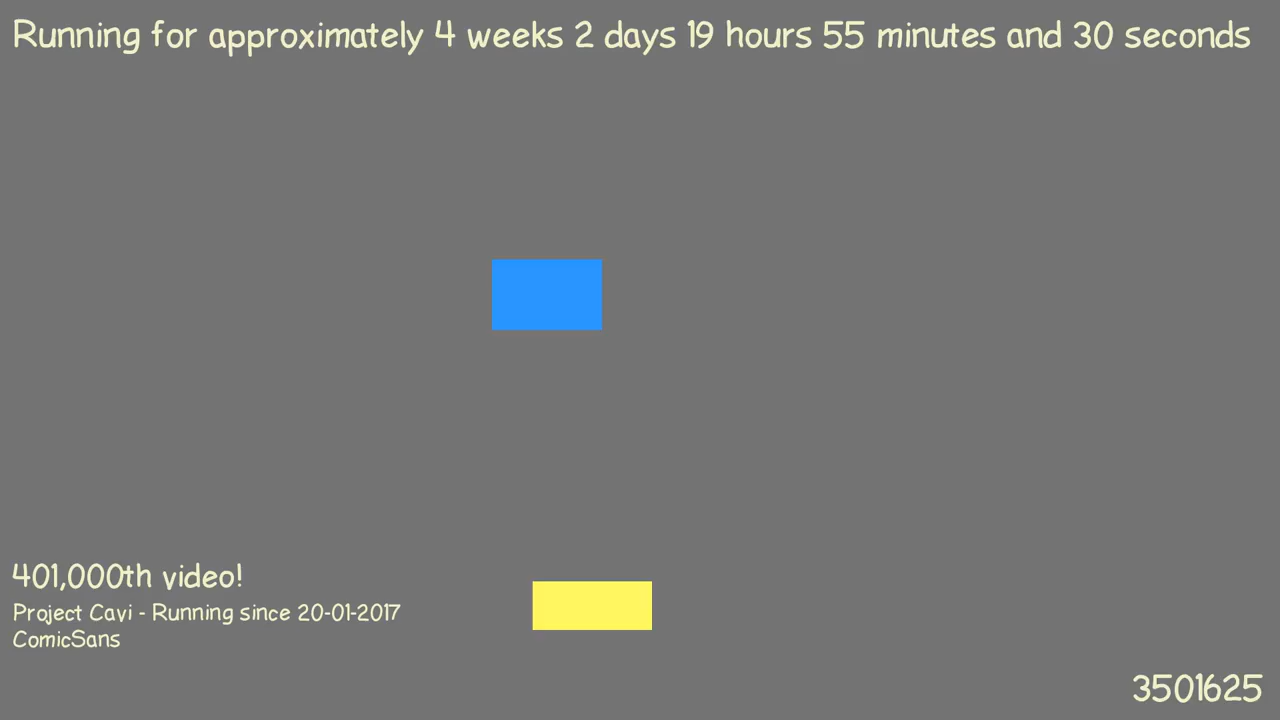 Running for approximately 4 weeks 2 days 19 hours 55 minutes and 30 seconds
401,000th video!
Project Cavi - Running since 20-01-2017
ComicSans
3501625